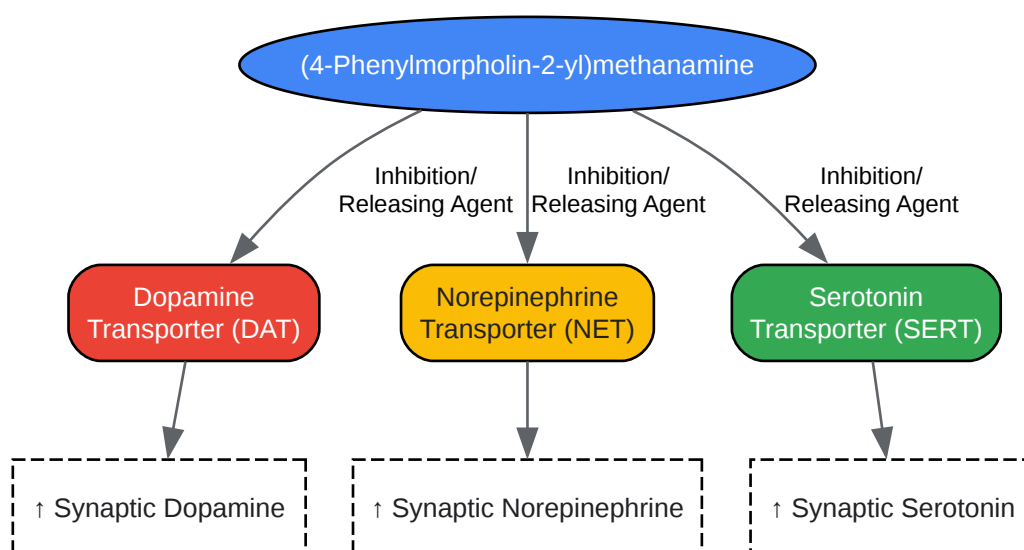 (4-Phenylmorpholin-2-yl)methanamine
Inhibition/
Releasing Agent
Inhibition/
Releasing Agent
Inhibition/
Releasing Agent
Dopamine
Transporter (DAT)
Norepinephrine
Transporter (NET)
Serotonin
Transporter (SERT)
↑ Synaptic Dopamine
↑ Synaptic Norepinephrine
↑ Synaptic Serotonin